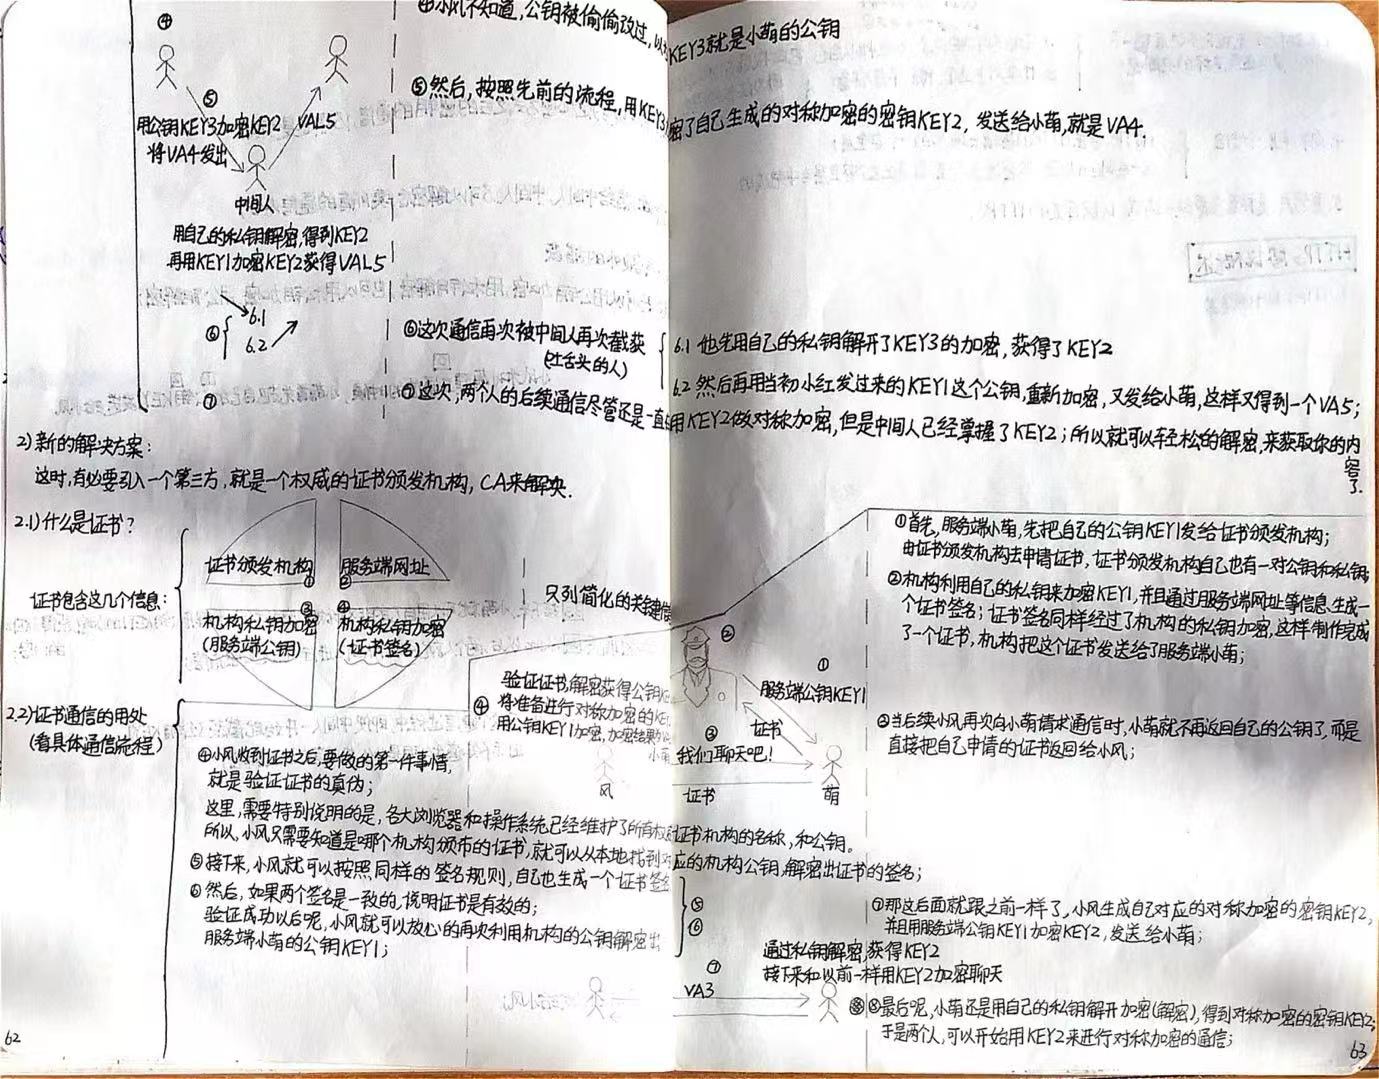 ④小风不知道,公钥被偷偷改过,以为KEY3就是小萌的公钥
④
⑤
⑤然后,按照先前的流程,用KEY3加密了自己生成的对称加密的密钥KEY2,发送给小萌,就是VA4.
用公钥KEY3加密KEY2 VAL5
将VA4发出
中间人
用自己的私钥解密,得到KEY2
再用KEY1加密KEY2获得VAL5
⑥ 6.1
6.2
⑥这次通信再次被中间人再次截获
(吐舌头的人)
6.1 他先用自己的私钥解开了KEY3的加密,获得了KEY2
6.2 然后再用当初小红发过来的KEY1这个公钥,重新加密,又发给小萌,这样又得到一个VA5;
⑦
⑦这次,两个人的后续通信尽管还是一直在用KEY2做对称加密,但是中间人已经掌握了KEY2;所以就可以轻松的解密,来获取你的内容了.
2)新的解决方案:
这时,有必要引入一个第三方,就是一个权威的证书颁发机构,CA来解决.
2.1)什么是证书?
证书包含这几个信息:
证书颁发机构 ①
服务端网址 ②
③ 机构私钥加密
(服务端公钥)
④ 机构私钥加密
(证书签名)
只列简化的关键信
2.2)证书通信的用处
(看具体通信流程)
①首先,服务端小萌,先把自己的公钥KEY1发给证书颁发机构;
由证书颁发机构去申请证书,证书颁发机构自己也有一对公钥和私钥
②机构利用自己的私钥来加密KEY1,并且通过服务端网址等信息,生成
一个证书签名;证书签名同样经过了机构的私钥加密,这样制作完成
了一个证书,机构把这个证书发送给了服务端小萌;
③当后续小风再次向小萌请求通信时,小萌就不再返回自己的公钥了,而是
直接把自己申请的证书返回给小风;
②
①
服务端公钥KEY1
证书
③
我们聊天吧!
证书
风
萌
④ 验证证书,解密获得公钥KEY
将准备进行对称加密的KEY
用公钥KEY1加密,加密结果
小萌
④小风收到证书之后,要做的第一件事情,
就是验证证书的真伪;
这里,需要特别说明的是,各大浏览器和操作系统,已经维护了所有权威证书机构的名称,和公钥。
所以,小风只需要知道是哪个机构颁布的证书,就可以从本地找到对应的机构公钥,解密出证书的签名;
⑤接下来,小风就可以按照同样的签名规则,自己也生成一个证书签名
⑥然后,如果两个签名是一致的,说明证书是有效的;
验证成功以后呢,小风就可以放心的再次利用机构的公钥解密出
服务端小萌的公钥KEY1;
⑤
⑥
⑦那这后面就跟之前一样了,小风生成自己对应的对称加密的密钥KEY2,
并且用服务端公钥KEY1加密KEY2,发送给小萌;
通过私钥解密,获得KEY2
⑦ 接下来和以前一样用KEY2加密聊天
VA3
⑧
⑧最后呢,小萌还是用自己的私钥解开加密(解密),得到对称加密的密钥KEY2;
于是两个人,可以开始用KEY2来进行对称加密的通信;
62
63